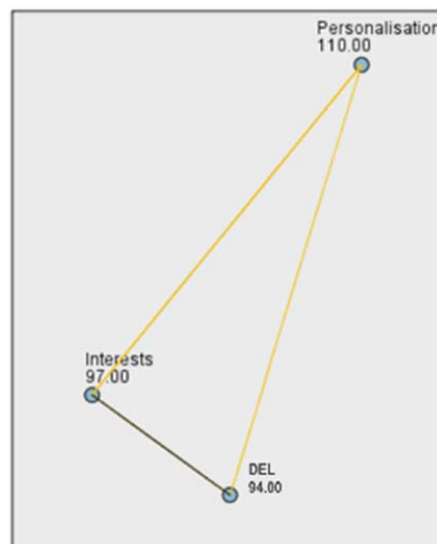 Personalisation
110.00
Interests
97.00
DEL
94.00